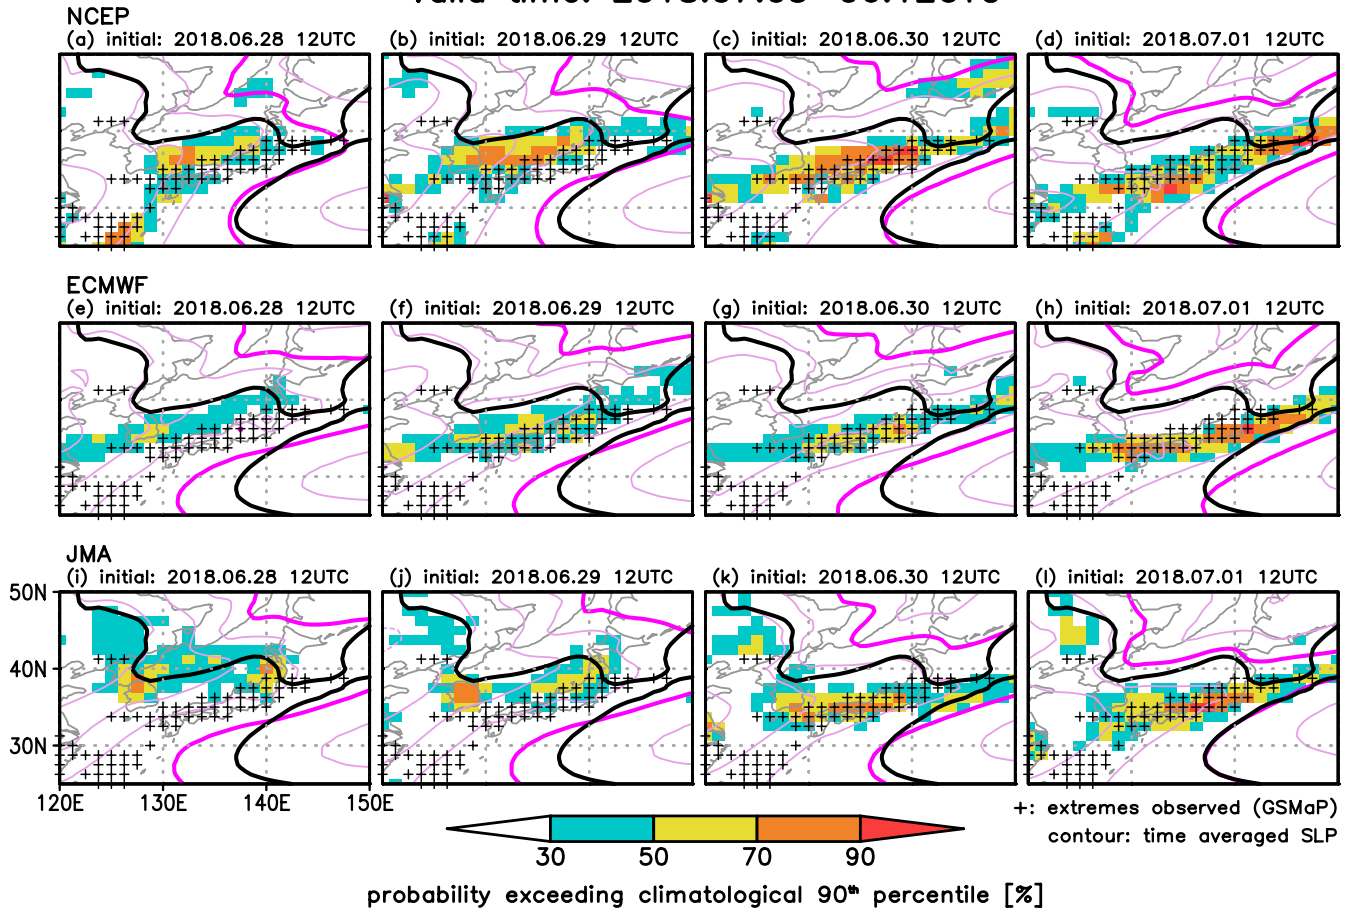 NCEP
(a) initial: 2018.06.28 12UTC
(b) initial: 2018.06.29 12UTC
(c) initial: 2018.06.30 12UTC
(d) initial: 2018.07.01 12UTC
ECMWF
(e) initial: 2018.06.28 12UTC
(f) initial: 2018.06.29 12UTC
(g) initial: 2018.06.30 12UTC
(h) initial: 2018.07.01 12UTC
JMA
(i) initial: 2018.06.28 12UTC
(j) initial: 2018.06.29 12UTC
(k) initial: 2018.06.30 12UTC
(l) initial: 2018.07.01 12UTC
50N
40N
30N
120E 130E 140E 150E
+: extremes observed (GSMaP)
contour: time averaged SLP
30 50 70 90
probability exceeding climatological 90th percentile [%]